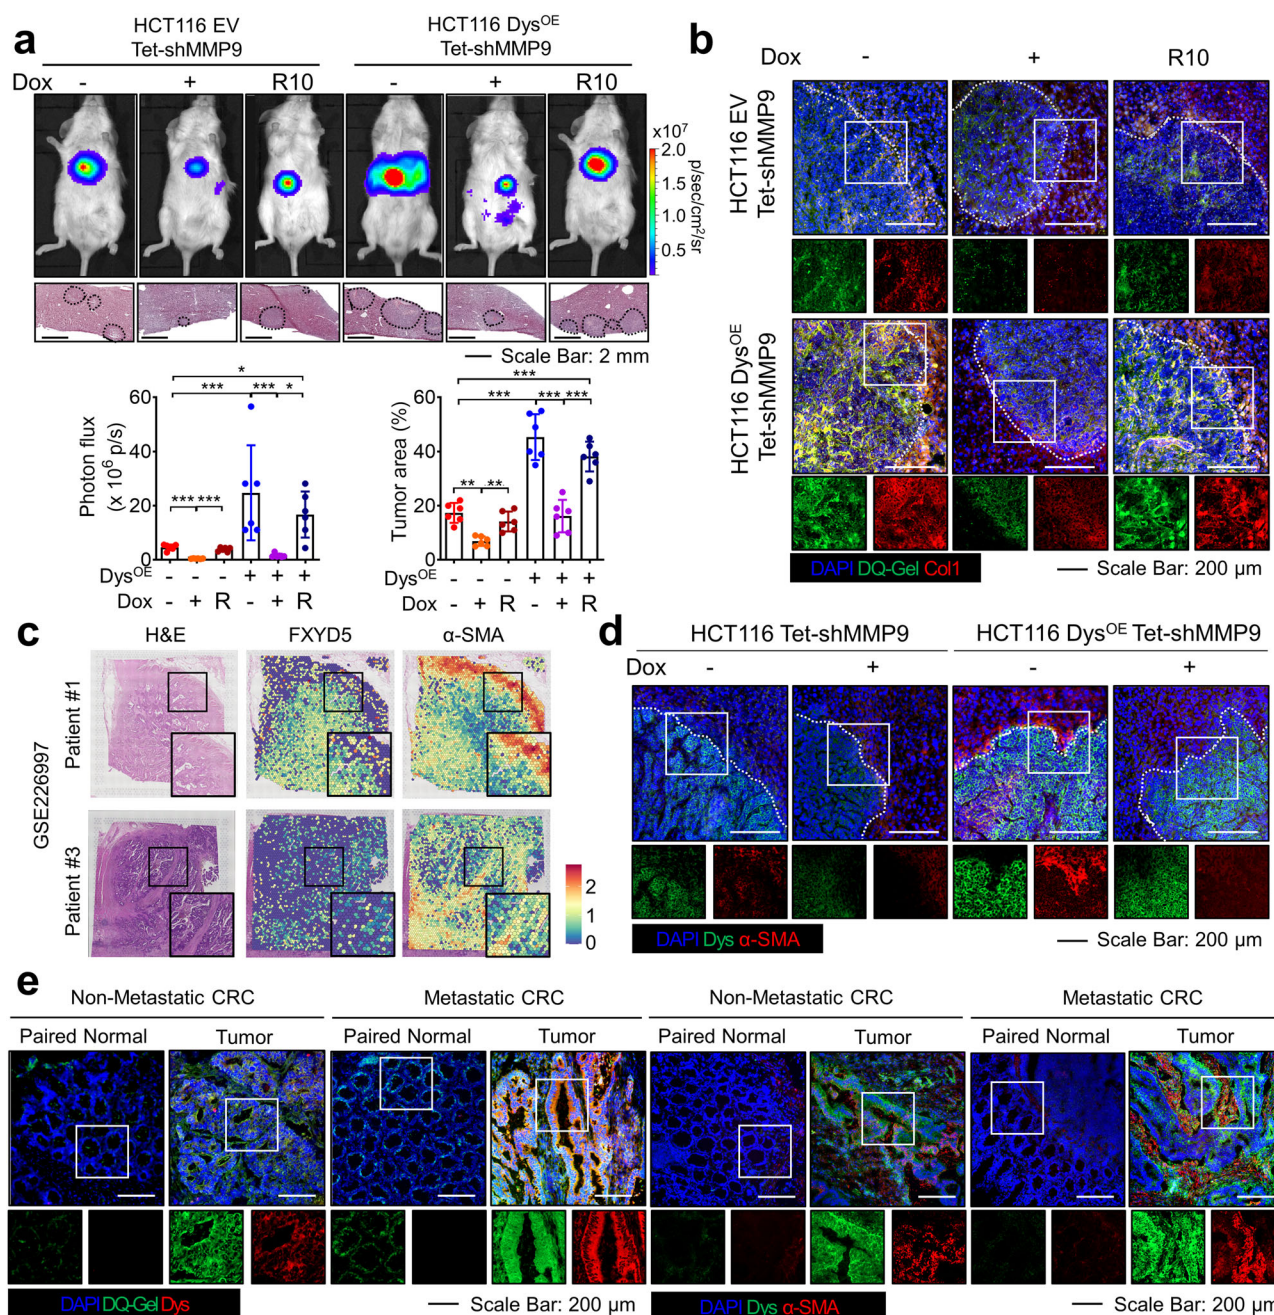 a
HCT116 EV
Tet-shMMP9
HCT116 Dys^OE
Tet-shMMP9
Dox - + R10 - + R10
x10^7
2.0
1.5
1.0
0.5
p/sec/cm²/sr
Scale Bar: 2 mm
Photon flux
(x 10^6 p/s)
60
40
20
0
* *** *** * *** ***
Dys^OE - - - + + +
Dox - + R - + R
Tumor area (%)
60
40
20
0
*** *** *** *** ** **
Dys^OE - - - + + +
Dox - + R - + R
b
Dox - + R10
HCT116 EV
Tet-shMMP9
HCT116 Dys^OE
Tet-shMMP9
DAPI DQ-Gel Col1
Scale Bar: 200 µm
c
H&E FXYD5 α-SMA
GSE226997
Patient #1
Patient #3
2
1
0
d
HCT116 Tet-shMMP9 HCT116 Dys^OE Tet-shMMP9
Dox - + - +
DAPI Dys α-SMA
Scale Bar: 200 µm
e
Non-Metastatic CRC Metastatic CRC Non-Metastatic CRC Metastatic CRC
Paired Normal Tumor Paired Normal Tumor Paired Normal Tumor Paired Normal Tumor
DAPI DQ-Gel Dys
Scale Bar: 200 µm
DAPI Dys α-SMA
Scale Bar: 200 µm